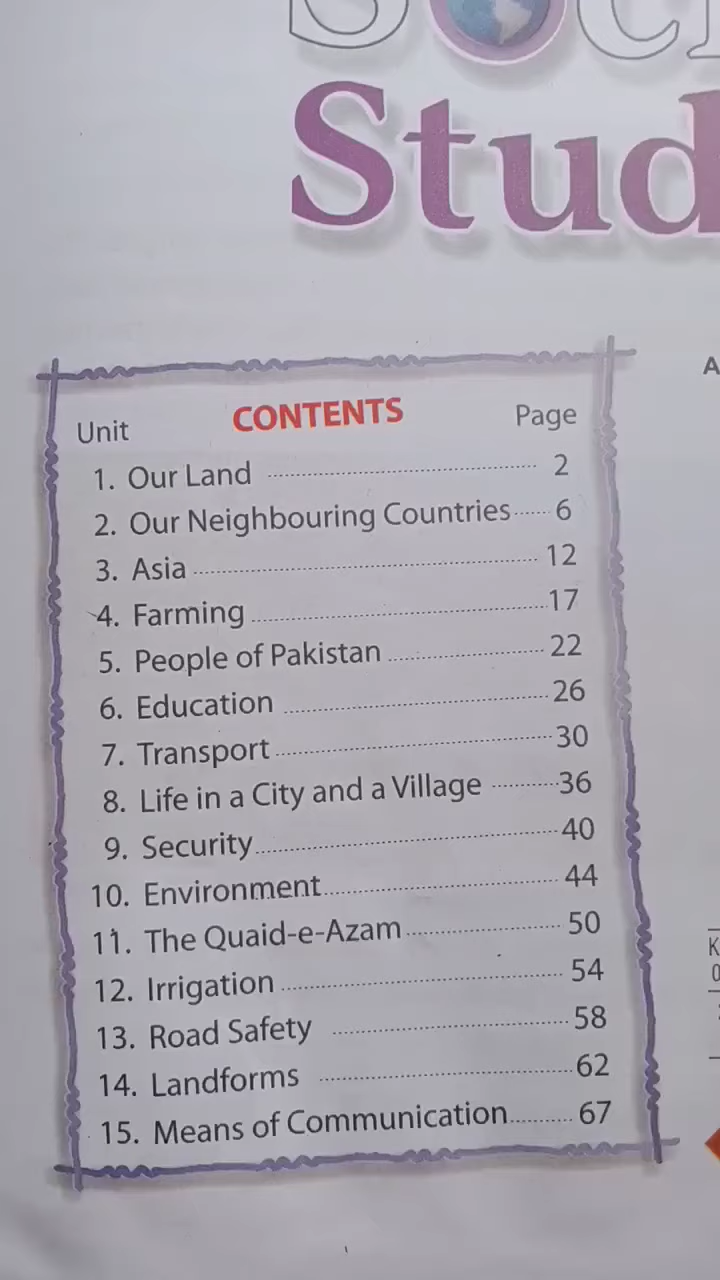 Stud
CONTENTS
Unit Page
1. Our Land 2
2. Our Neighbouring Countries 6
3. Asia 12
4. Farming 17
5. People of Pakistan 22
6. Education 26
7. Transport 30
8. Life in a City and a Village 36
9. Security 40
10. Environment 44
11. The Quaid-e-Azam 50
12. Irrigation 54
13. Road Safety 58
14. Landforms 62
15. Means of Communication 67